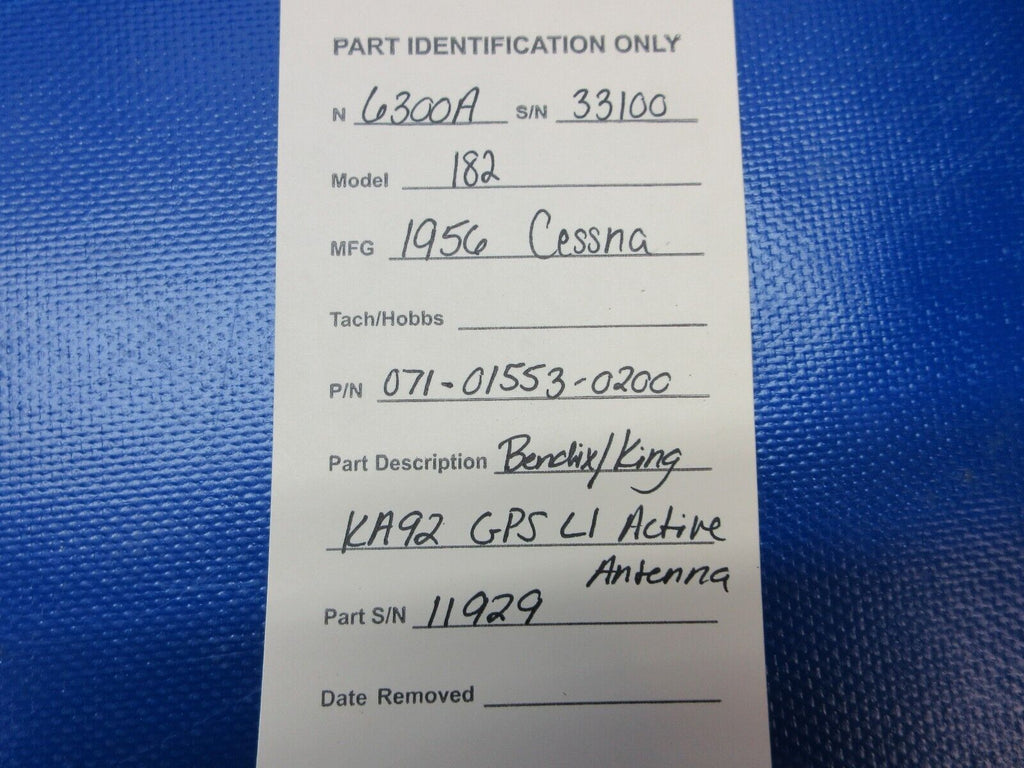 PART IDENTIFICATION ONLY
N 6300A S/N 33100
Model 182
MFG 1956 Cessna
Tach/Hobbs
P/N 071-01553-0200
Part Description Bendix/King
KA92 GPS L1 Active
Antenna
Part S/N 11929
Date Removed